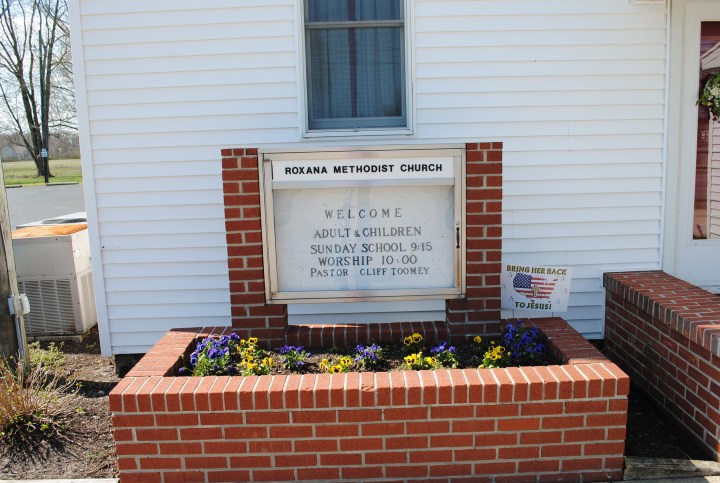 ROXANA METHODIST CHURCH
WELCOME
ADULT & CHILDREN
SUNDAY SCHOOL 9:15
WORSHIP 10:00
PASTOR CLIFF TOOMEY
BRING HER BACK
TO JESUS!